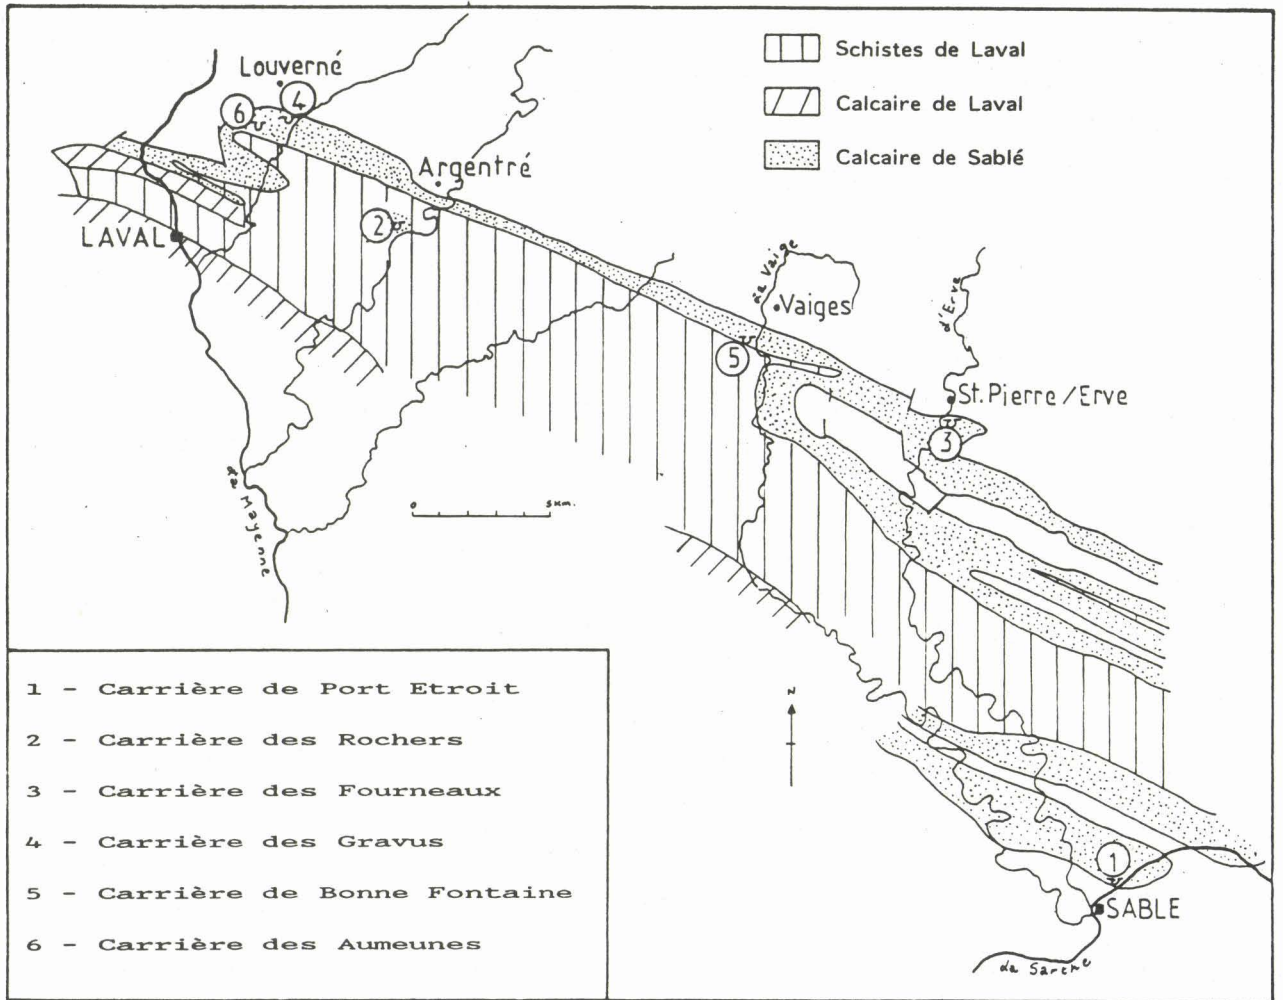 Schistes de Laval
Calcaire de Laval
Calcaire de Sablé
Louverné
6
4
Argentré
2
LAVAL
la Vaige
Vaiges
5
d'Erve
St. Pierre/Erve
3
0 5 km.
la Mayenne
N
1
SABLE
la Sarthe
1 - Carrière de Port Etroit
2 - Carrière des Rochers
3 - Carrière des Fourneaux
4 - Carrière des Gravus
5 - Carrière de Bonne Fontaine
6 - Carrière des Aumeunes